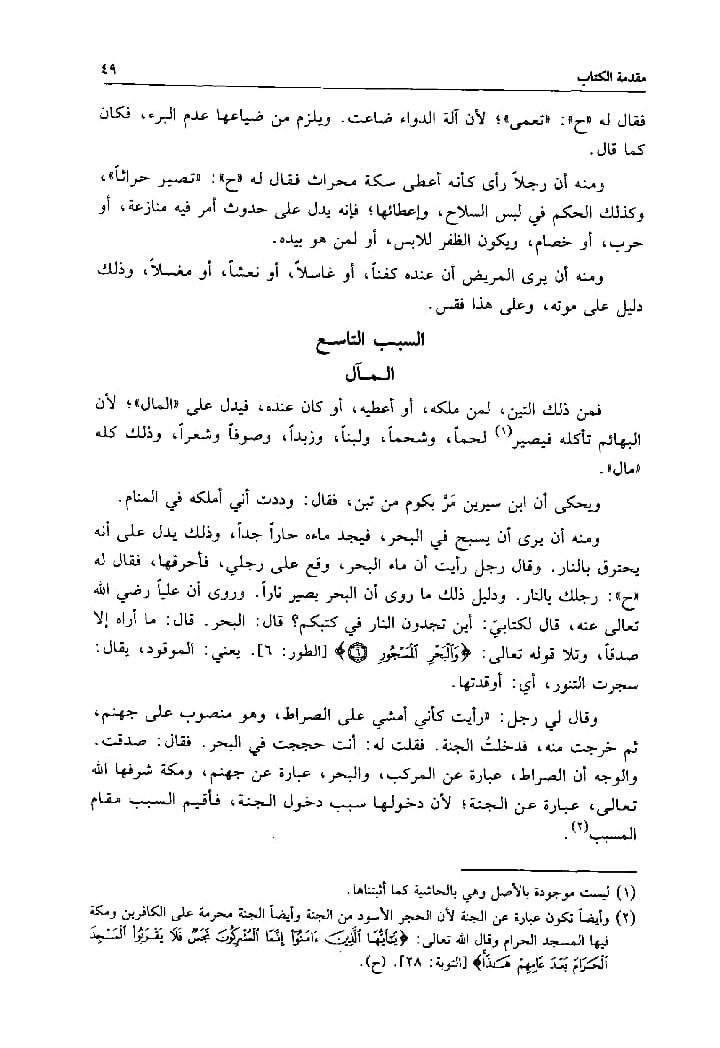 مقدمة الكتاب ٤٩
فقال له «ح»: «تعمى»؛ لأن آلة الدواء ضاعت. ويلزم من ضياعها عدم البرء، فكان
كما قال.
ومنه أن رجلاً رأى كأنه أعطى سكة محراث فقال له «ح»: «تصير حراثاً»،
وكذلك الحكم في لبس السلاح، وإعطائها؛ فإنه يدل على حدوث أمر فيه منازعة، أو
حرب، أو خصام، ويكون الظفر للابس، أو لمن هو بيده.
ومنه أن يرى المريض أن عنده كفناً، أو غاسلاً، أو نعشاً، أو مغسلاً، وذلك
دليل على موته، وعلى هذا فقس.
السبب التاسع
المآل
فمن ذلك التين، لمن ملكه، أو أعطيه، أو كان عنده، فيدل على «المال»؛ لأن
البهائم تأكله فيصير(١) لحماً، وشحماً، ولبناً، وزبداً، وصوفاً وشعراً، وذلك كله
«مال».
ويحكى أن ابن سيرين مَرَّ بكوم من تبن، فقال: وددت أني أملكه في المنام.
ومنه أن يرى أن يسبح في البحر، فيجد ماءه حاراً جداً، وذلك يدل على أنه
يحترق بالنار. وقال رجل رأيت أن ماء البحر، وقع على رجلي، فأحرقها، فقال له
«ح»: رجلك بالنار. ودليل ذلك ما روى أن البحر يصير ناراً. وروى أن علياً رضي الله
تعالى عنه، قال لكتابيّ: أين تجدون النار في كتبكم؟ قال: البحر. قال: ما أراه إلا
صدقاً، وتلا قوله تعالى: ﴿وَٱلْبَحْرِ ٱلْمَسْجُورِ ۝٦﴾ [الطور: ٦]. يعني: الموقود، يقال:
سجرت التنور، أي: أوقدتها.
وقال لي رجل: «رأيت كأني أمشي على الصراط، وهو منصوب على جهنم،
ثم خرجت منه، فدخلتُ الجنة. فقلت له: أنت حججت في البحر. فقال: صدقت.
والوجه أن الصراط، عبارة عن المركب، والبحر، عبارة عن جهنم، ومكة شرفها الله
تعالى، عبارة عن الجنة؛ لأن دخولها سبب دخول الجنة، فأقيم السبب مقام
المسبب(٢).
(١) ليست موجودة بالأصل وهي بالحاشية كما أثبتناها.
(٢) وأيضاً تكون عبارة عن الجنة لأن الحجر الأسود من الجنة وأيضاً الجنة محرمة على الكافرين ومكة
فيها المسجد الحرام وقال الله تعالى: ﴿يَٰٓأَيُّهَا ٱلَّذِينَ ءَامَنُوٓا۟ إِنَّمَا ٱلْمُشْرِكُونَ نَجَسٌ فَلَا يَقْرَبُوا۟ ٱلْمَسْجِدَ
ٱلْحَرَامَ بَعْدَ عَامِهِمْ هَٰذَا﴾ [التوبة: ٢٨]. (ح).